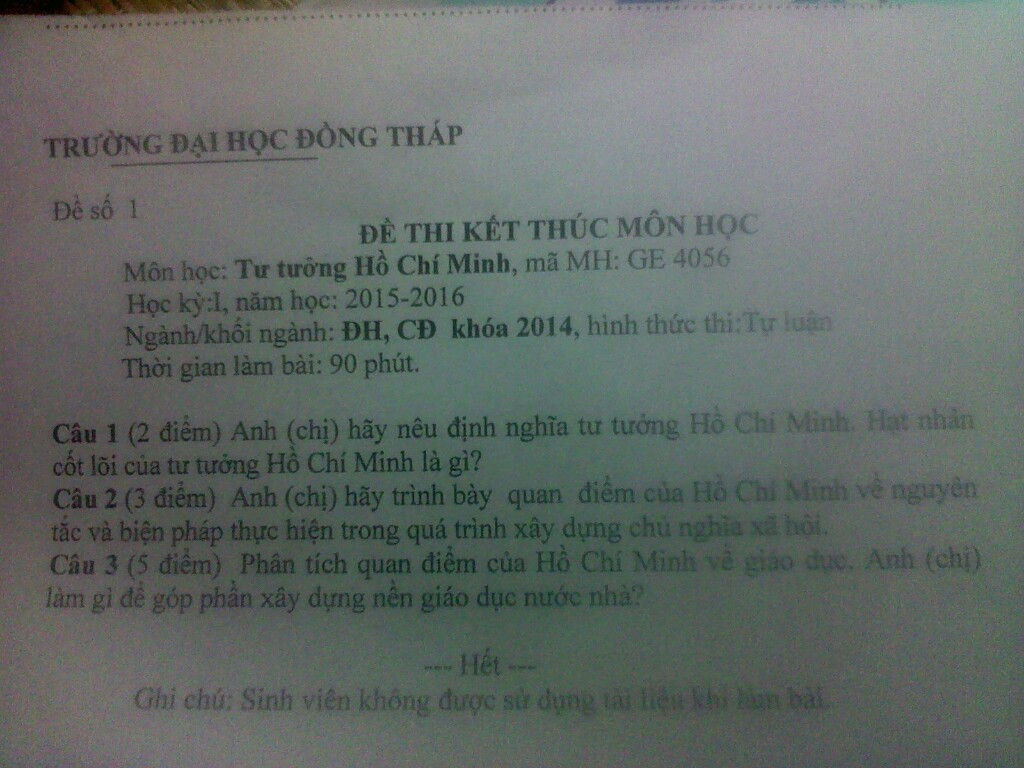 TRƯỜNG ĐẠI HỌC ĐỒNG THÁP
Đề số 1
ĐỀ THI KẾT THÚC MÔN HỌC
Môn học: Tư tưởng Hồ Chí Minh, mã MH: GE 4056
Học kỳ:I, năm học: 2015-2016
Ngành/khối ngành: ĐH, CĐ khóa 2014, hình thức thi:Tự luận
Thời gian làm bài: 90 phút.
Câu 1 (2 điểm) Anh (chị) hãy nêu định nghĩa tư tưởng Hồ Chí Minh. Hạt nhân
cốt lõi của tư tưởng Hồ Chí Minh là gì?
Câu 2 (3 điểm) Anh (chị) hãy trình bày quan điểm của Hồ Chí Minh về nguyên
tắc và biện pháp thực hiện trong quá trình xây dựng chủ nghĩa xã hội.
Câu 3 (5 điểm) Phân tích quan điểm của Hồ Chí Minh về giáo dục. Anh (chị)
làm gì để góp phần xây dựng nền giáo dục nước nhà?
--- Hết ---
Ghi chú: Sinh viên không được sử dụng tài liệu khi làm bài.